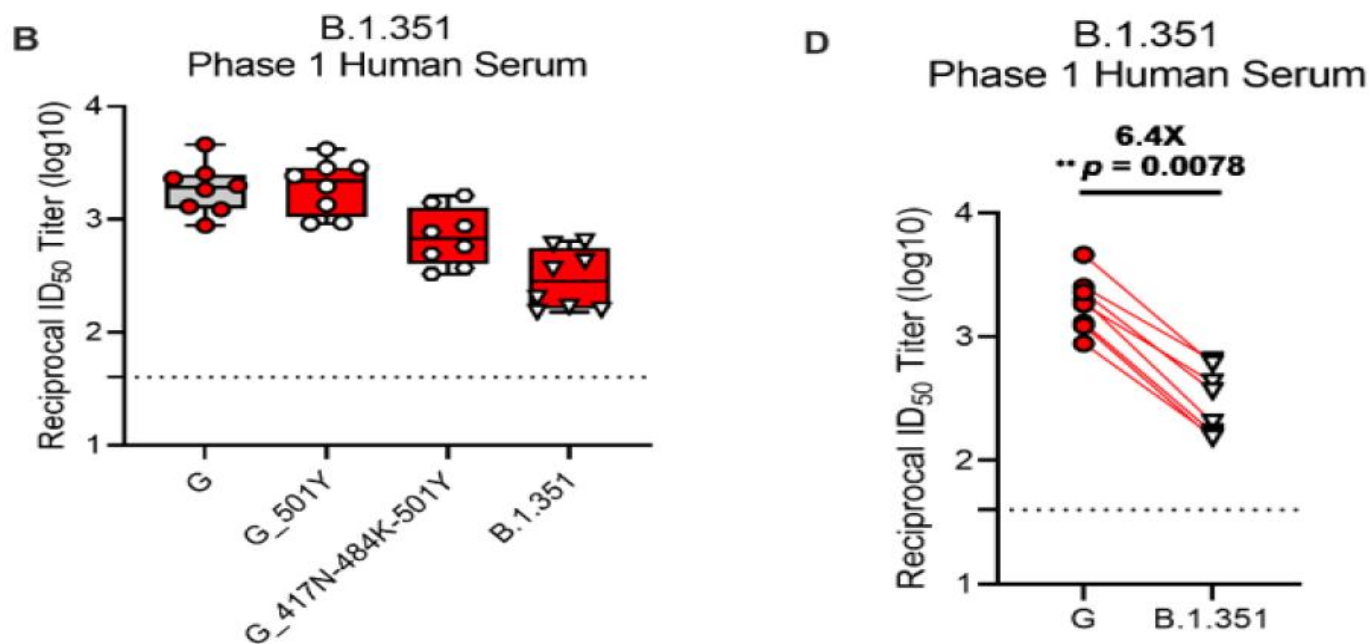 B
B.1.351
Phase 1 Human Serum
Reciprocal ID50 Titer (log10)
4
3
2
1
G
G_501Y
G_417N-484K-501Y
B.1.351
D
B.1.351
Phase 1 Human Serum
6.4X
** p = 0.0078
Reciprocal ID50 Titer (log10)
4
3
2
1
G
B.1.351